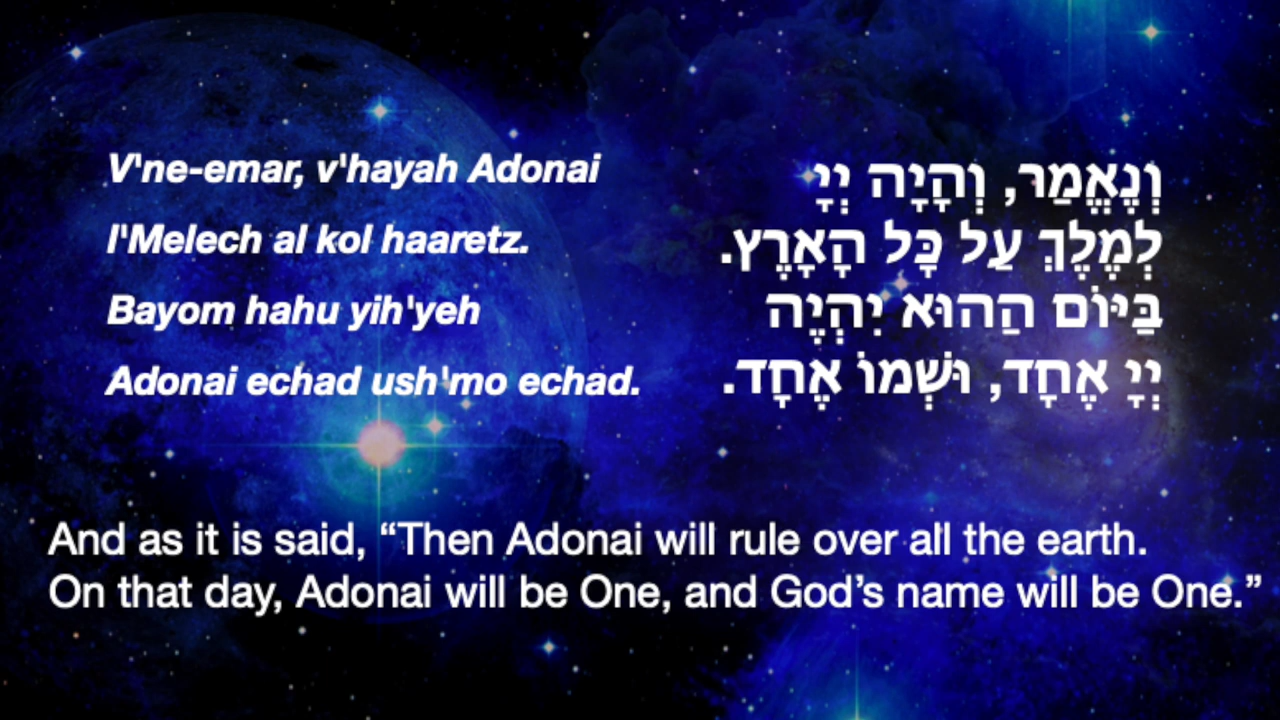 V'ne-emar, v'hayah Adonai
l'Melech al kol haaretz.
Bayom hahu yih'yeh
Adonai echad ush'mo echad.
וְנֶאֱמַר, וְהָיָה יְיָ
לְמֶֽלֶךְ עַל כׇּל הָאָֽרֶץ.
בַּיּוֹם הַהוּא יִהְיֶה
יְיָ אֶחָד, וּשְׁמוֹ אֶחָד.
And as it is said, “Then Adonai will rule over all the earth.
On that day, Adonai will be One, and God’s name will be One.”